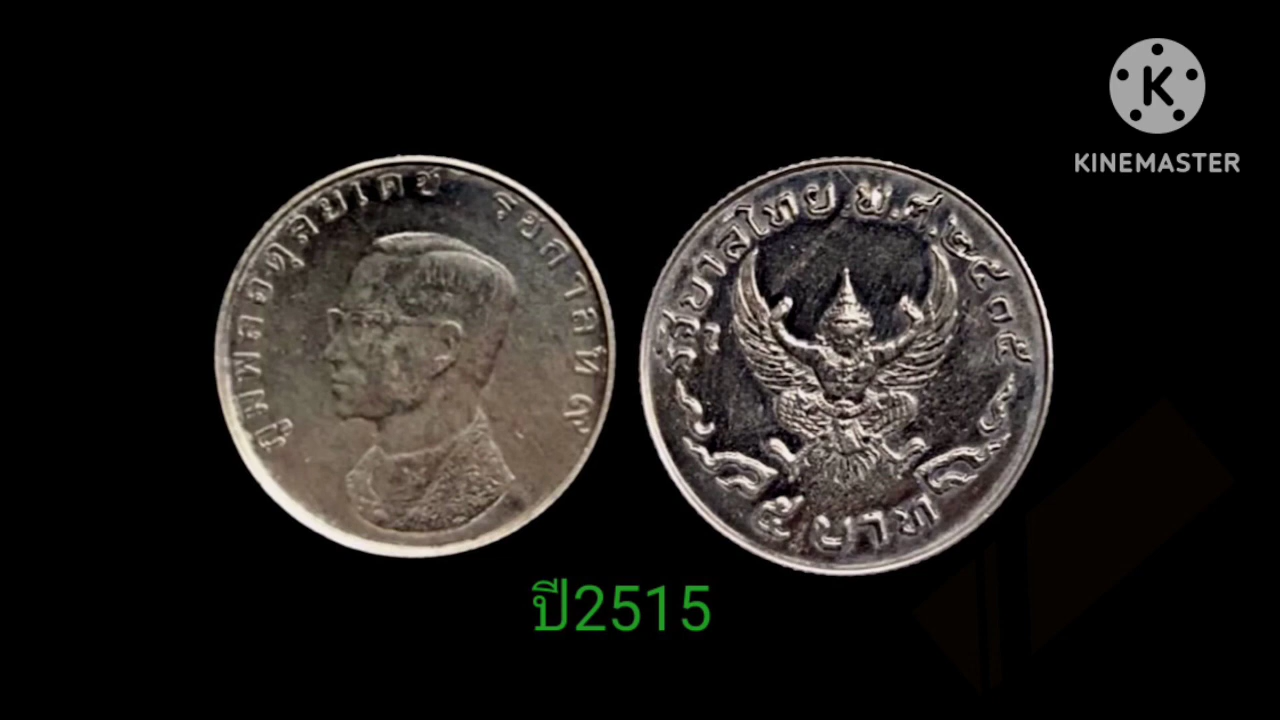 KINEMASTER
ภูมิพลอดุลยเดช รัชกาลที่ ๙
รัฐบาลไทย พ.ศ. ๒๕๑๕
๕ บาท
ปี2515